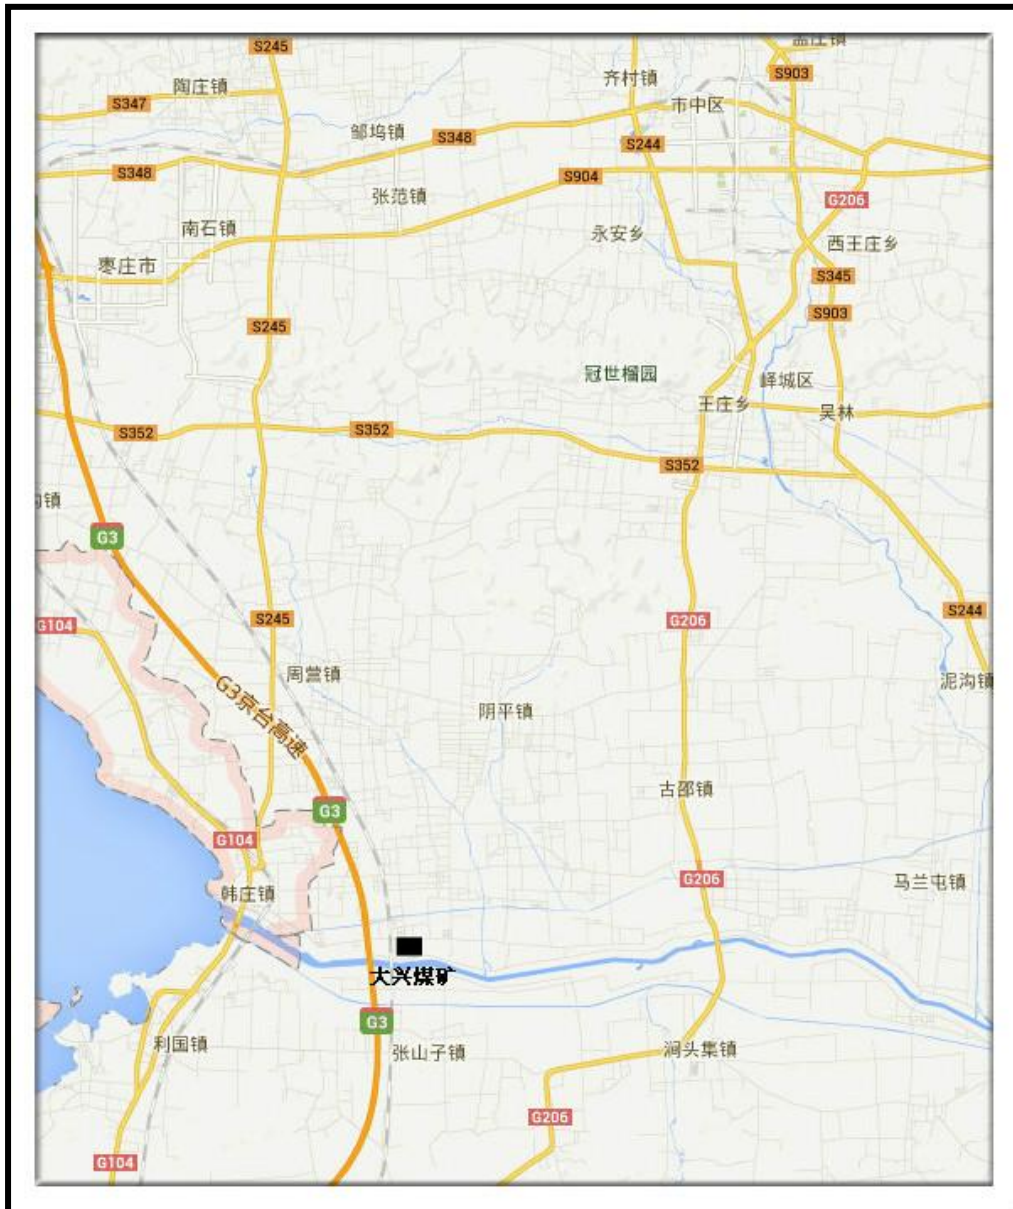 S245
孟庄镇
S903
齐村镇
陶庄镇
S347
市中区
邹坞镇
S348
S244
S348
S904
张范镇
G206
南石镇
永安乡
西王庄乡
枣庄市
S345
S903
S245
冠世榴园
峄城区
王庄乡
吴林
S352
S352
S352
沟镇
G3
S244
S245
G206
G104
周营镇
泥沟镇
G3京台高速
阴平镇
古邵镇
G3
G104
G206
马兰屯镇
韩庄镇
大兴煤矿
G3
利国镇
张山子镇
涧头集镇
G206
G104